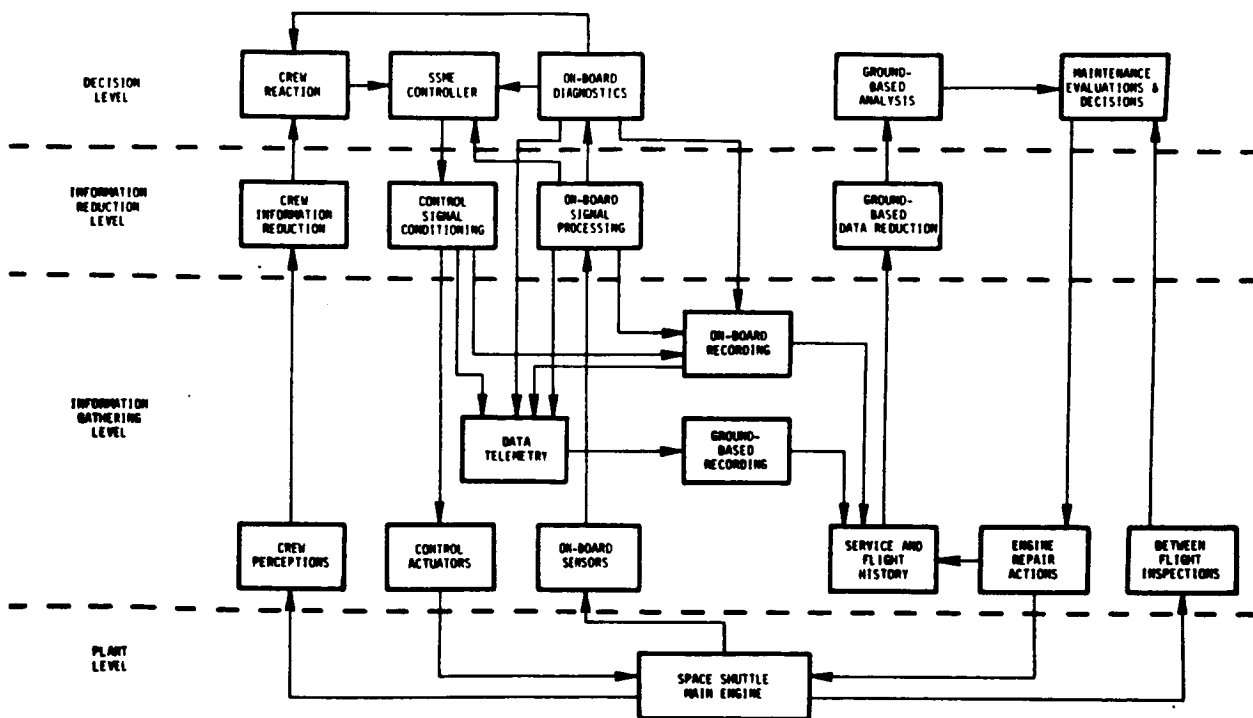 DECISION
LEVEL
CREW
REACTION
SSME
CONTROLLER
ON-BOARD
DIAGNOSTICS
GROUND-
BASED
ANALYSIS
MAINTENANCE
EVALUATIONS &
DECISIONS
INFORMATION
REDUCTION
LEVEL
CREW
INFORMATION
REDUCTION
CONTROL
SIGNAL
CONDITIONING
ON-BOARD
SIGNAL
PROCESSING
GROUND-
BASED
DATA REDUCTION
INFORMATION
GATHERING
LEVEL
ON-BOARD
RECORDING
DATA
TELEMETRY
GROUND-
BASED
RECORDING
CREW
PERCEPTIONS
CONTROL
ACTUATORS
ON-BOARD
SENSORS
SERVICE AND
FLIGHT
HISTORY
ENGINE
REPAIR
ACTIONS
BETWEEN
FLIGHT
INSPECTIONS
PLANT
LEVEL
SPACE SHUTTLE
MAIN ENGINE